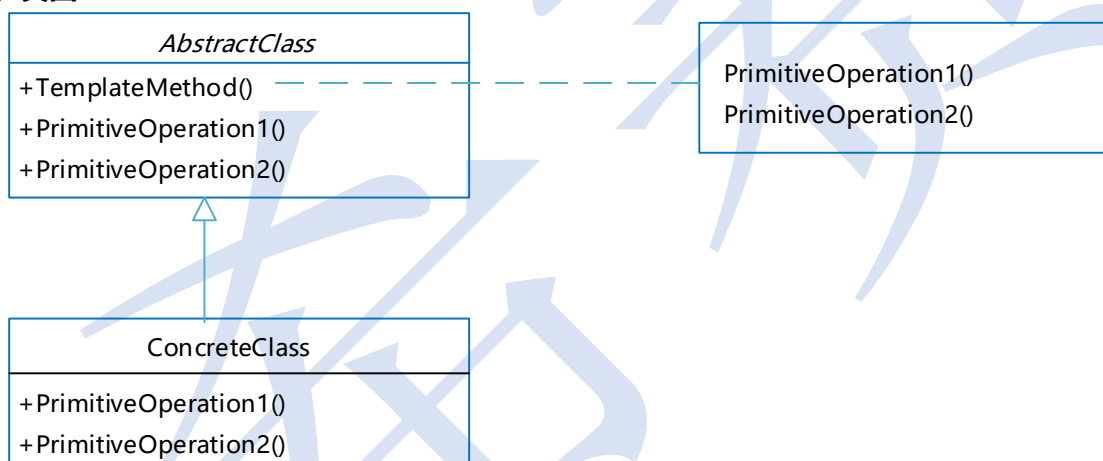 AbstractClass
+TemplateMethod()
+PrimitiveOperation1()
+PrimitiveOperation2()
PrimitiveOperation1()
PrimitiveOperation2()
ConcreteClass
+PrimitiveOperation1()
+PrimitiveOperation2()